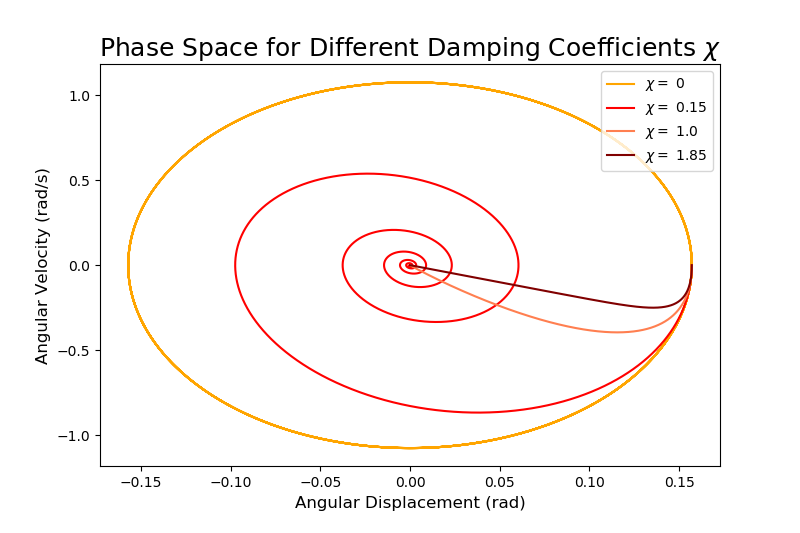 Phase Space for Different Damping Coefficients χ
χ = 0
χ = 0.15
χ = 1.0
χ = 1.85
1.0
0.5
0.0
−0.5
−1.0
Angular Velocity (rad/s)
−0.15 −0.10 −0.05 0.00 0.05 0.10 0.15
Angular Displacement (rad)